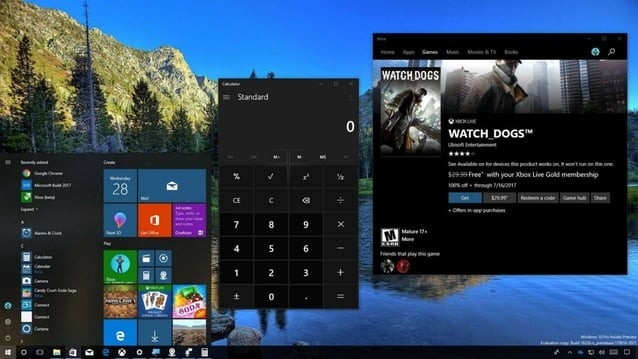 Recently added
Google Chrome
Microsoft Build 2017
Xbox (beta)
Expand
A
Alarms & Clock
C
Calculator
Calendar
Camera
Candy Crush Soda Saga
Connect
Connect
Cortana
Create
Wednesday
28
Mail
Paint 3D
Get Office
OneNote
Play
Xbox
MINECRAFT
XBOX LIVE
SODA
Calculator
Standard
0
M+
M-
MS
%
√
x²
¹/x
CE
C
÷
7
8
9
×
4
5
6
−
1
2
3
+
±
0
.
=
Store
Home
Apps
Games
Music
Movies & TV
Books
WATCH DOGS
XBOX LIVE
WATCH_DOGS™
Ubisoft Entertainment
See Available on for devices this product works on. It won't run on this one.
$29.99 Free* with your Xbox Live Gold membership
100% off • through 7/16/2017
Get
$29.99*
Redeem a code
Game hub
Share
+ Offers in-app purchases
M
Mature 17+
More
Friends that play this game
Windows 10 Pro Insider Preview